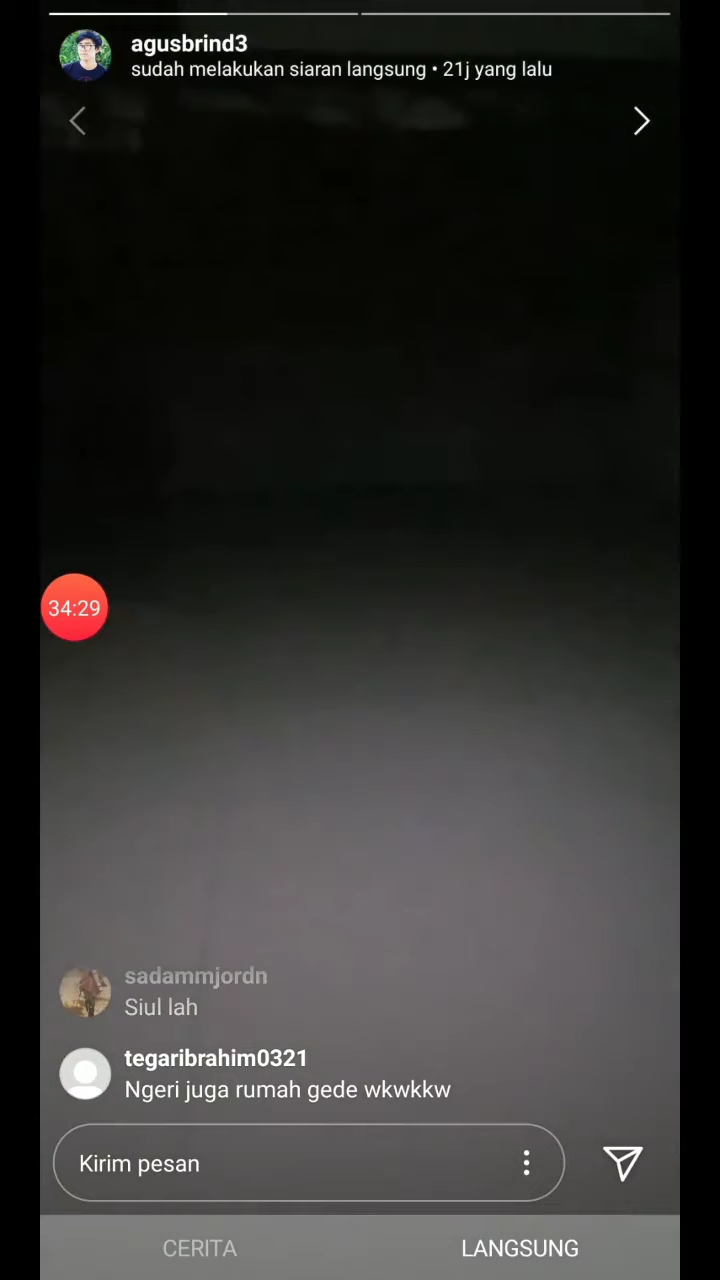 agusbrind3
sudah melakukan siaran langsung • 21j yang lalu
34:29
sadammjordn
Siul lah
tegaribrahim0321
Ngeri juga rumah gede wkwkkw
Kirim pesan
CERITA
LANGSUNG